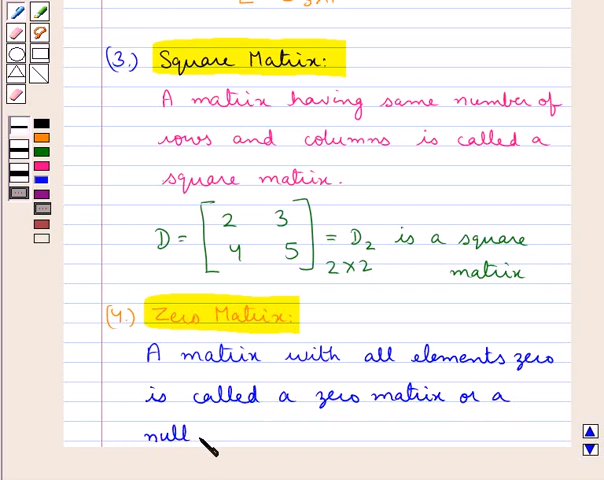 (3.) Square Matrix:
A matrix having same number of
rows and columns is called a
square matrix.
D = [ 2 3
4 5 ] 2×2 = D2 is a square
matrix
(4.) Zero Matrix:
A matrix with all elements zero
is called a zero matrix or a
null